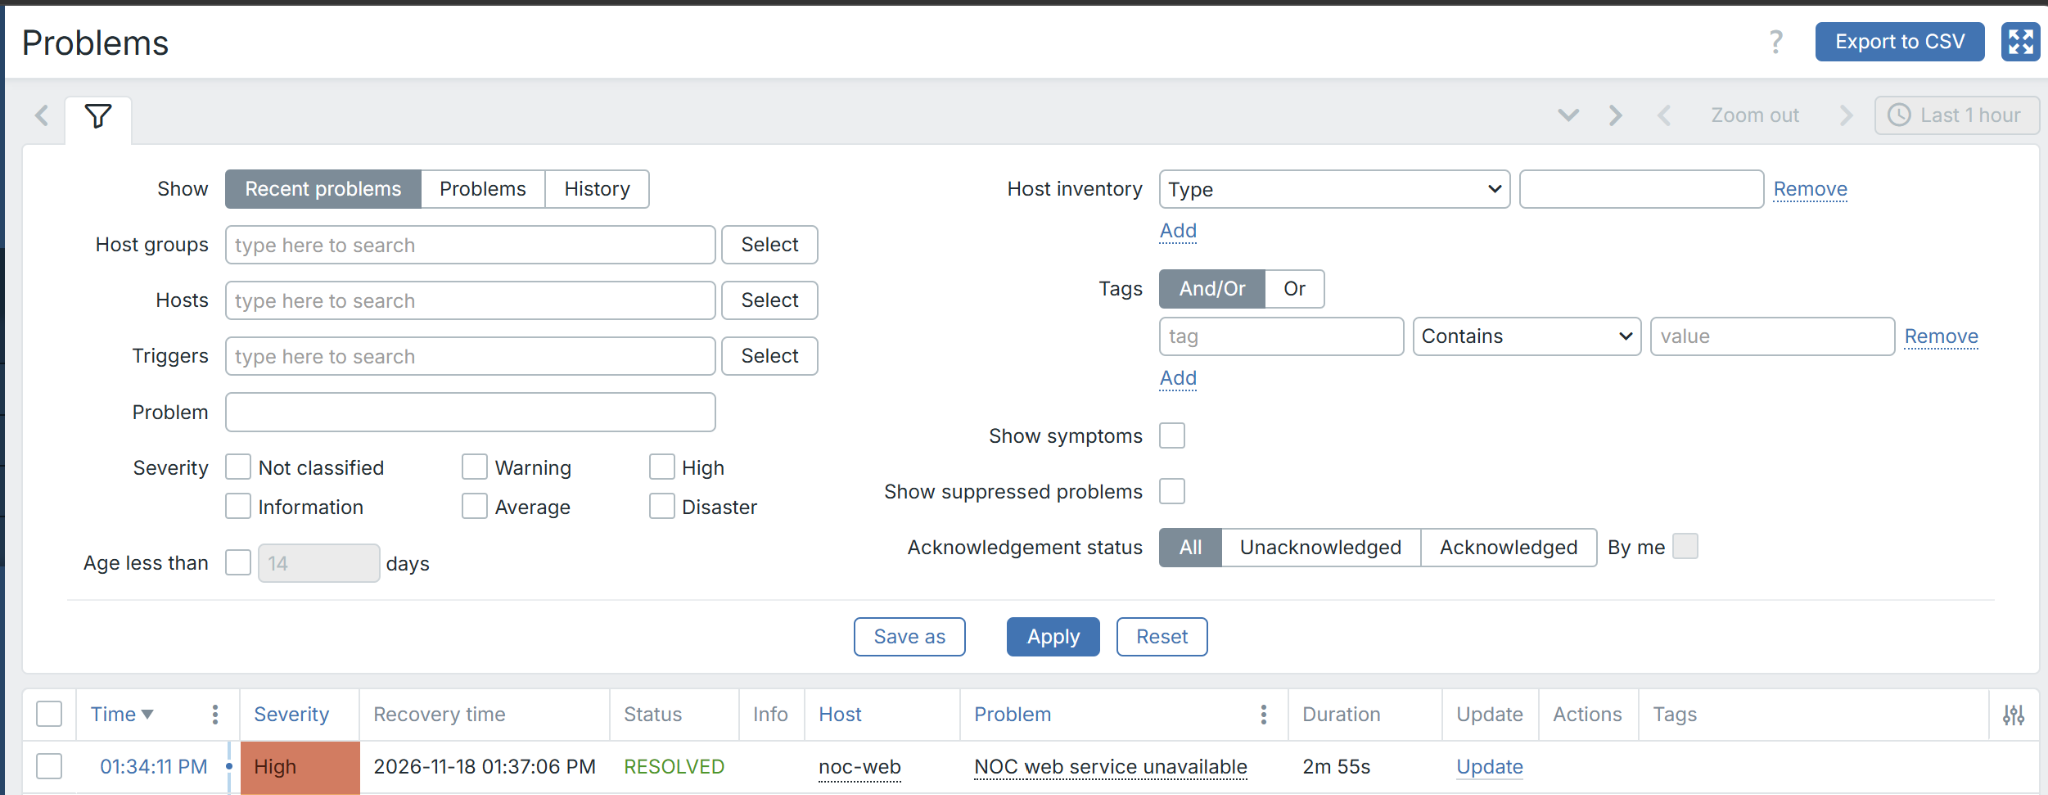 Problems
?
Export to CSV
Zoom out
Last 1 hour
Show
Recent problems
Problems
History
Host groups
type here to search
Select
Hosts
type here to search
Select
Triggers
type here to search
Select
Problem
Severity
Not classified
Warning
High
Information
Average
Disaster
Age less than
14
days
Host inventory
Type
Remove
Add
Tags
And/Or
Or
tag
Contains
value
Remove
Add
Show symptoms
Show suppressed problems
Acknowledgement status
All
Unacknowledged
Acknowledged
By me
Save as
Apply
Reset
Time
Severity
Recovery time
Status
Info
Host
Problem
Duration
Update
Actions
Tags
01:34:11 PM
High
2026-11-18 01:37:06 PM
RESOLVED
noc-web
NOC web service unavailable
2m 55s
Update